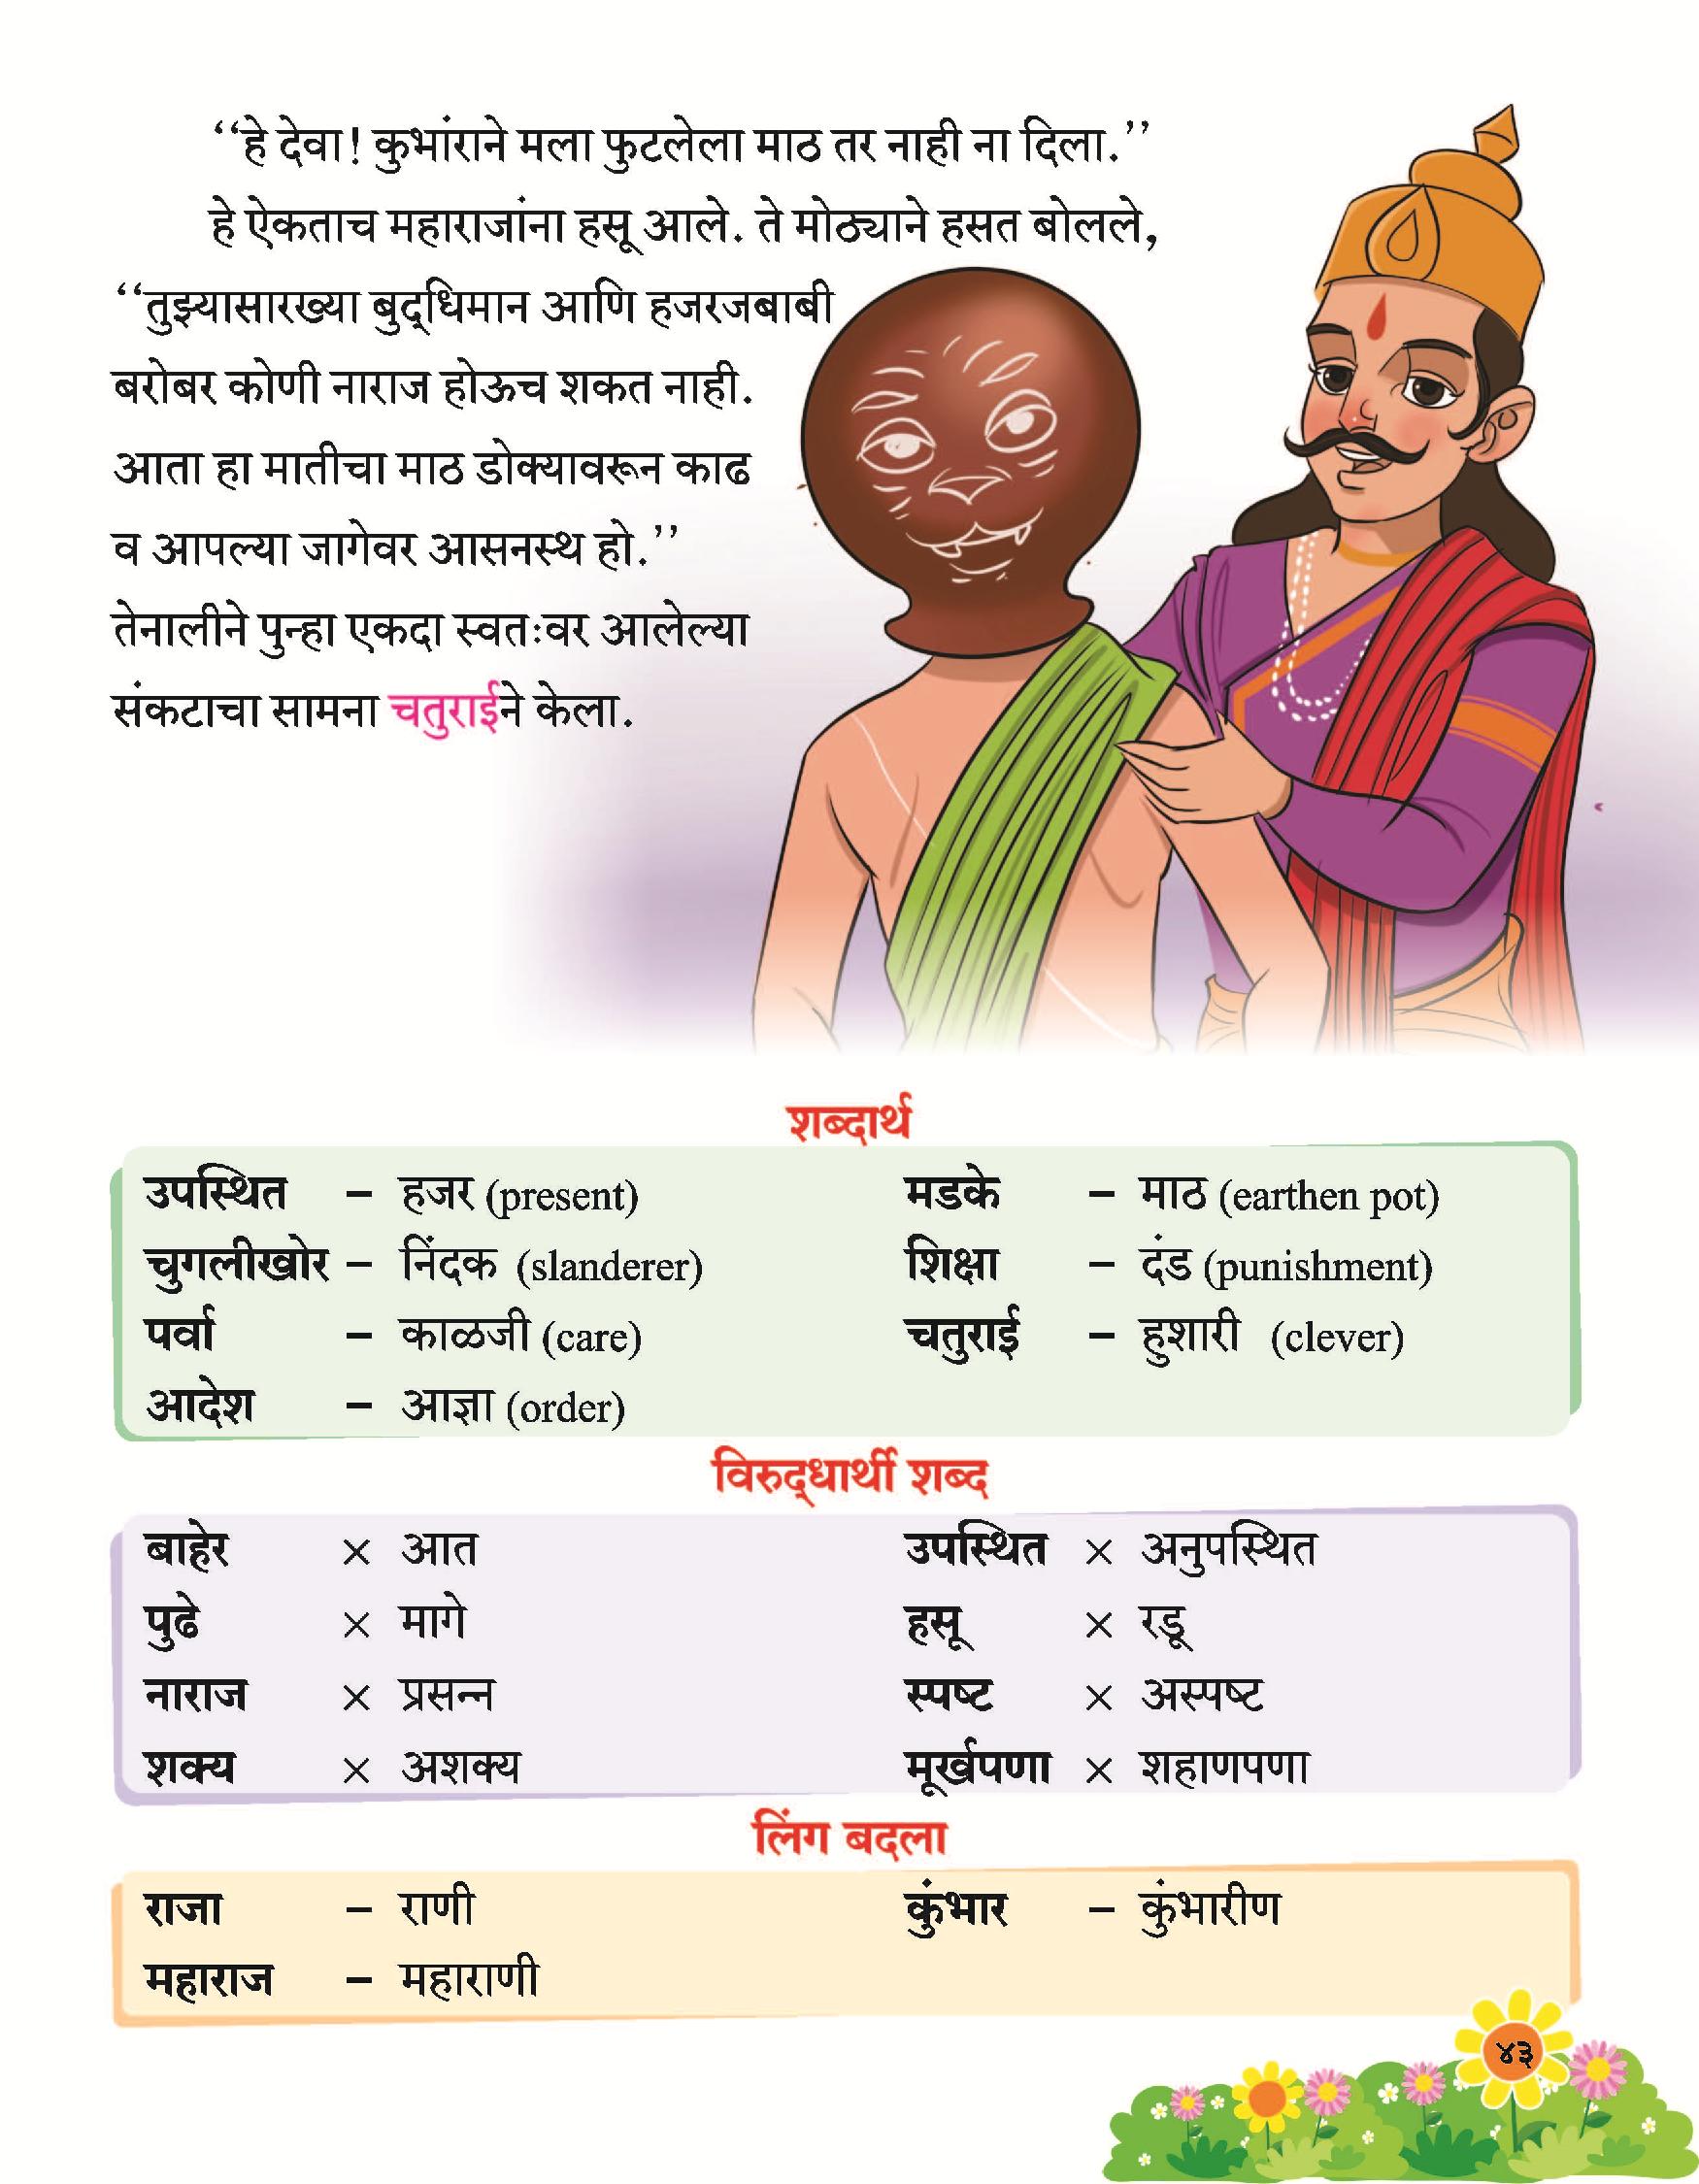 ‘‘हे देवा! कुभांराने मला फुटलेला माठ तर नाही ना दिला.’’
हे ऐकताच महाराजांना हसू आले. ते मोठ्याने हसत बोलले,
‘‘तुझ्यासारख्या बुद्‌धिमान आणि हजरजबाबी
बरोबर कोणी नाराज होऊच शकत नाही.
आता हा मातीचा माठ डोक्यावरून काढ
व आपल्या जागेवर आसनस्थ हो.’’
तेनालीने पुन्हा एकदा स्वतःवर आलेल्या
संकटाचा सामना चतुराईने केला.
शब्दार्थ
उपस्थित – हजर (present) मडके – माठ (earthen pot)
चुगलीखोर – निंदक (slanderer) शिक्षा – दंड (punishment)
पर्वा – काळजी (care) चतुराई – हुशारी (clever)
आदेश – आज्ञा (order)
विरुद्‌धार्थी शब्द
बाहेर × आत उपस्थित × अनुपस्थित
पुढे × मागे हसू × रडू
नाराज × प्रसन्न स्पष्ट × अस्पष्ट
शक्य × अशक्य मूर्खपणा × शहाणपणा
लिंग बदला
राजा – राणी कुंभार – कुंभारीण
महाराज – महाराणी
४३